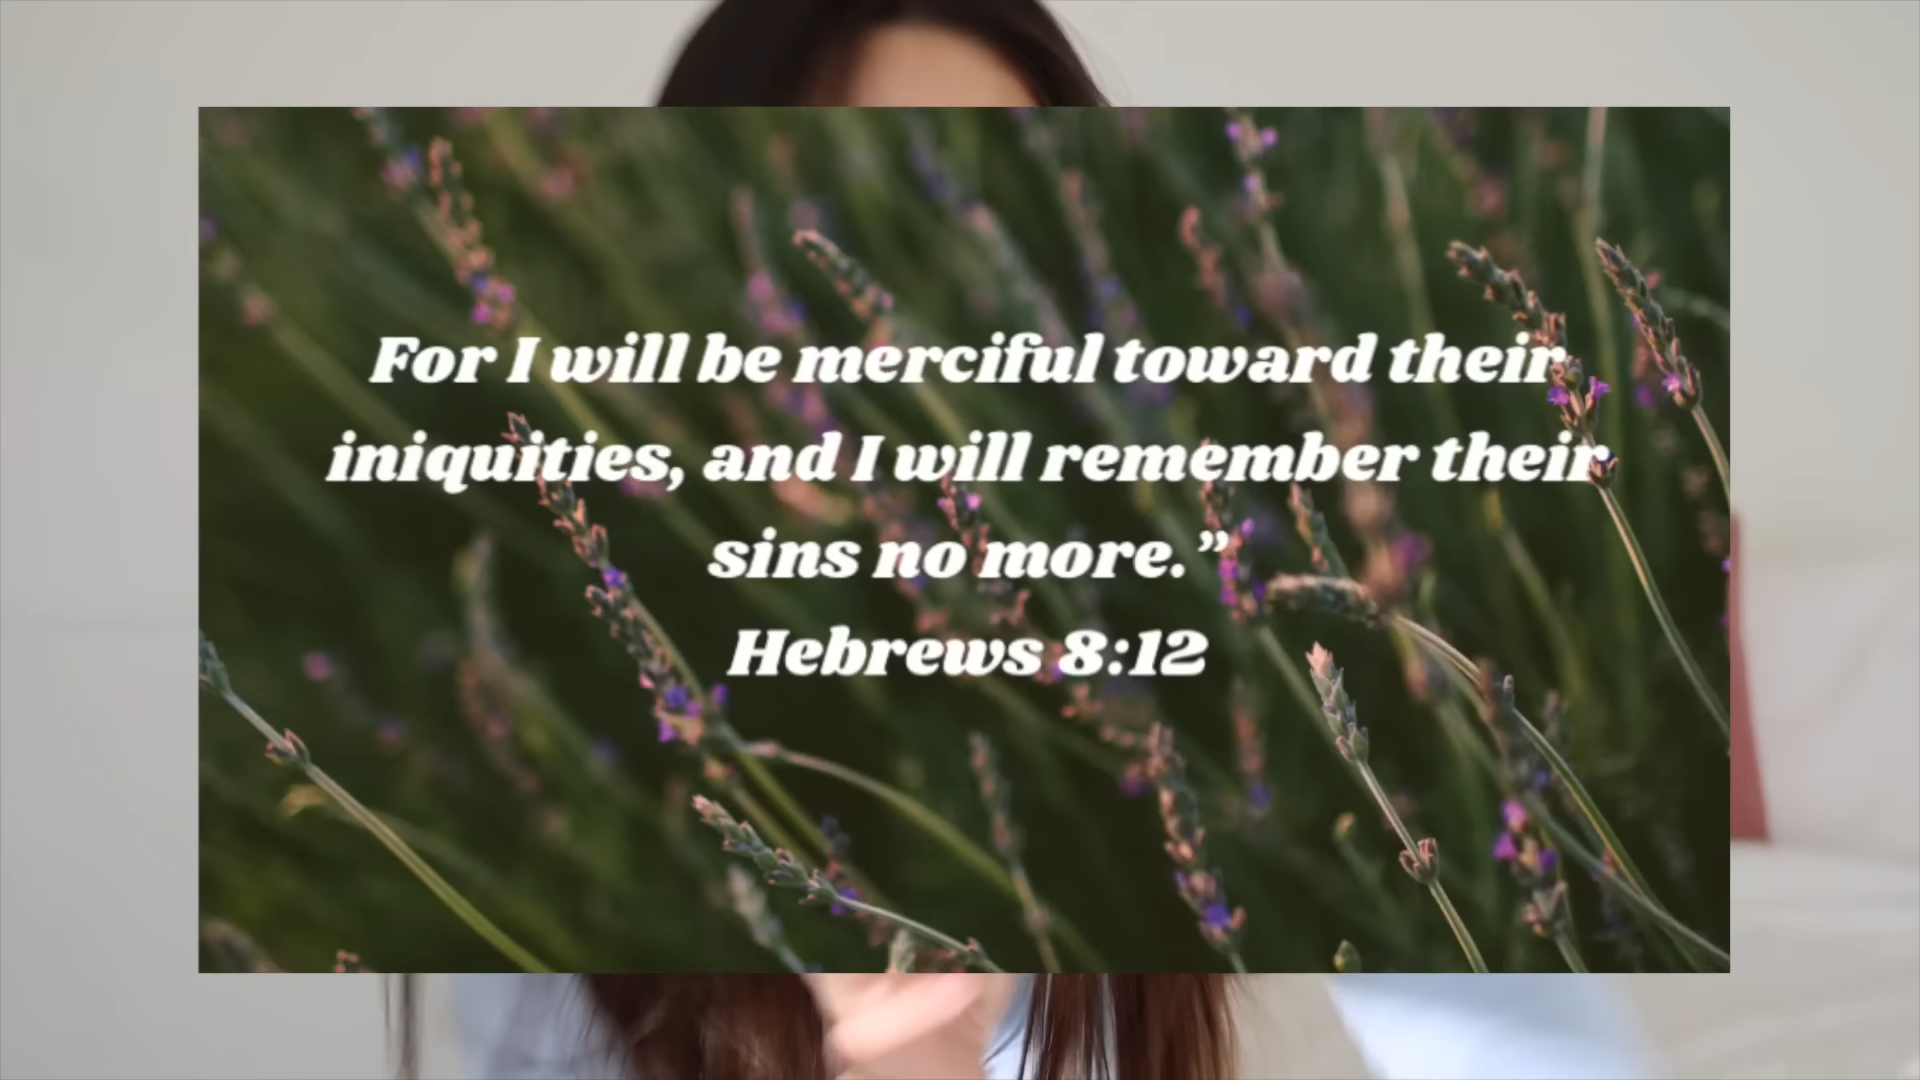 For I will be merciful toward their
iniquities, and I will remember their
sins no more.”
Hebrews 8:12